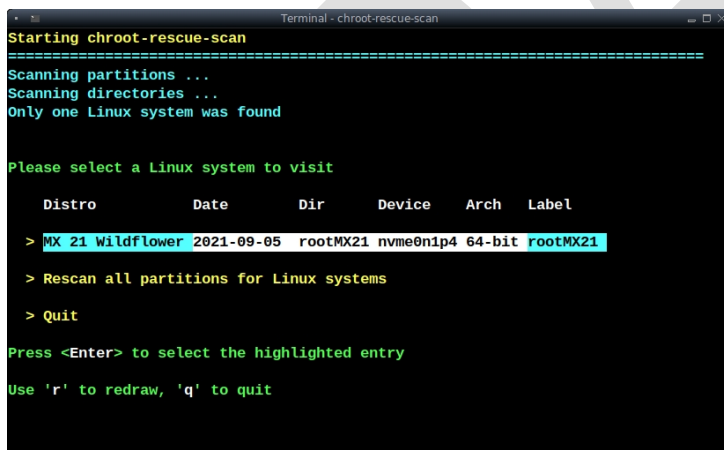 Terminal - chroot-rescue-scan
Starting chroot-rescue-scan
===============================================================================
Scanning partitions ...
Scanning directories ...
Only one Linux system was found
Please select a Linux system to visit
Distro Date Dir Device Arch Label
> MX 21 Wildflower 2021-09-05 rootMX21 nvme0n1p4 64-bit rootMX21
> Rescan all partitions for Linux systems
> Quit
Press <Enter> to select the highlighted entry
Use 'r' to redraw, 'q' to quit